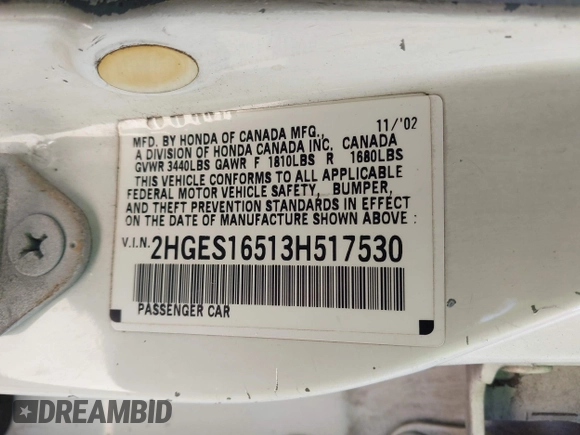 11/'02
MFD. BY HONDA OF CANADA MFG.,
A DIVISION OF HONDA CANADA INC. CANADA
GVWR 3440LBS GAWR F 1810LBS R 1680LBS
THIS VEHICLE CONFORMS TO ALL APPLICABLE
FEDERAL MOTOR VEHICLE SAFETY, BUMPER,
AND THEFT PREVENTION STANDARDS IN EFFECT
ON THE DATE OF MANUFACTURE SHOWN ABOVE :
V.I.N. 2HGES16513H517530
PASSENGER CAR
DREAMBID